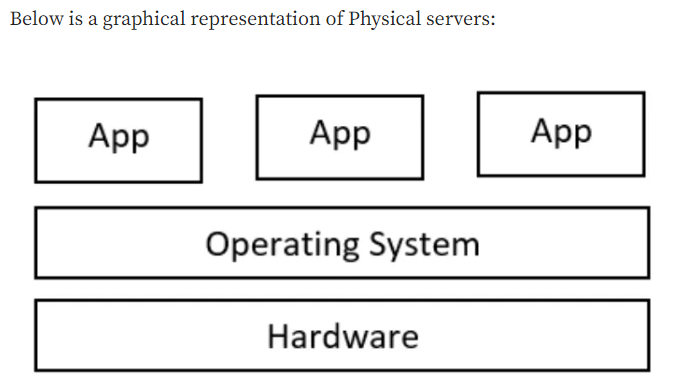 Below is a graphical representation of Physical servers:
App App App
Operating System
Hardware